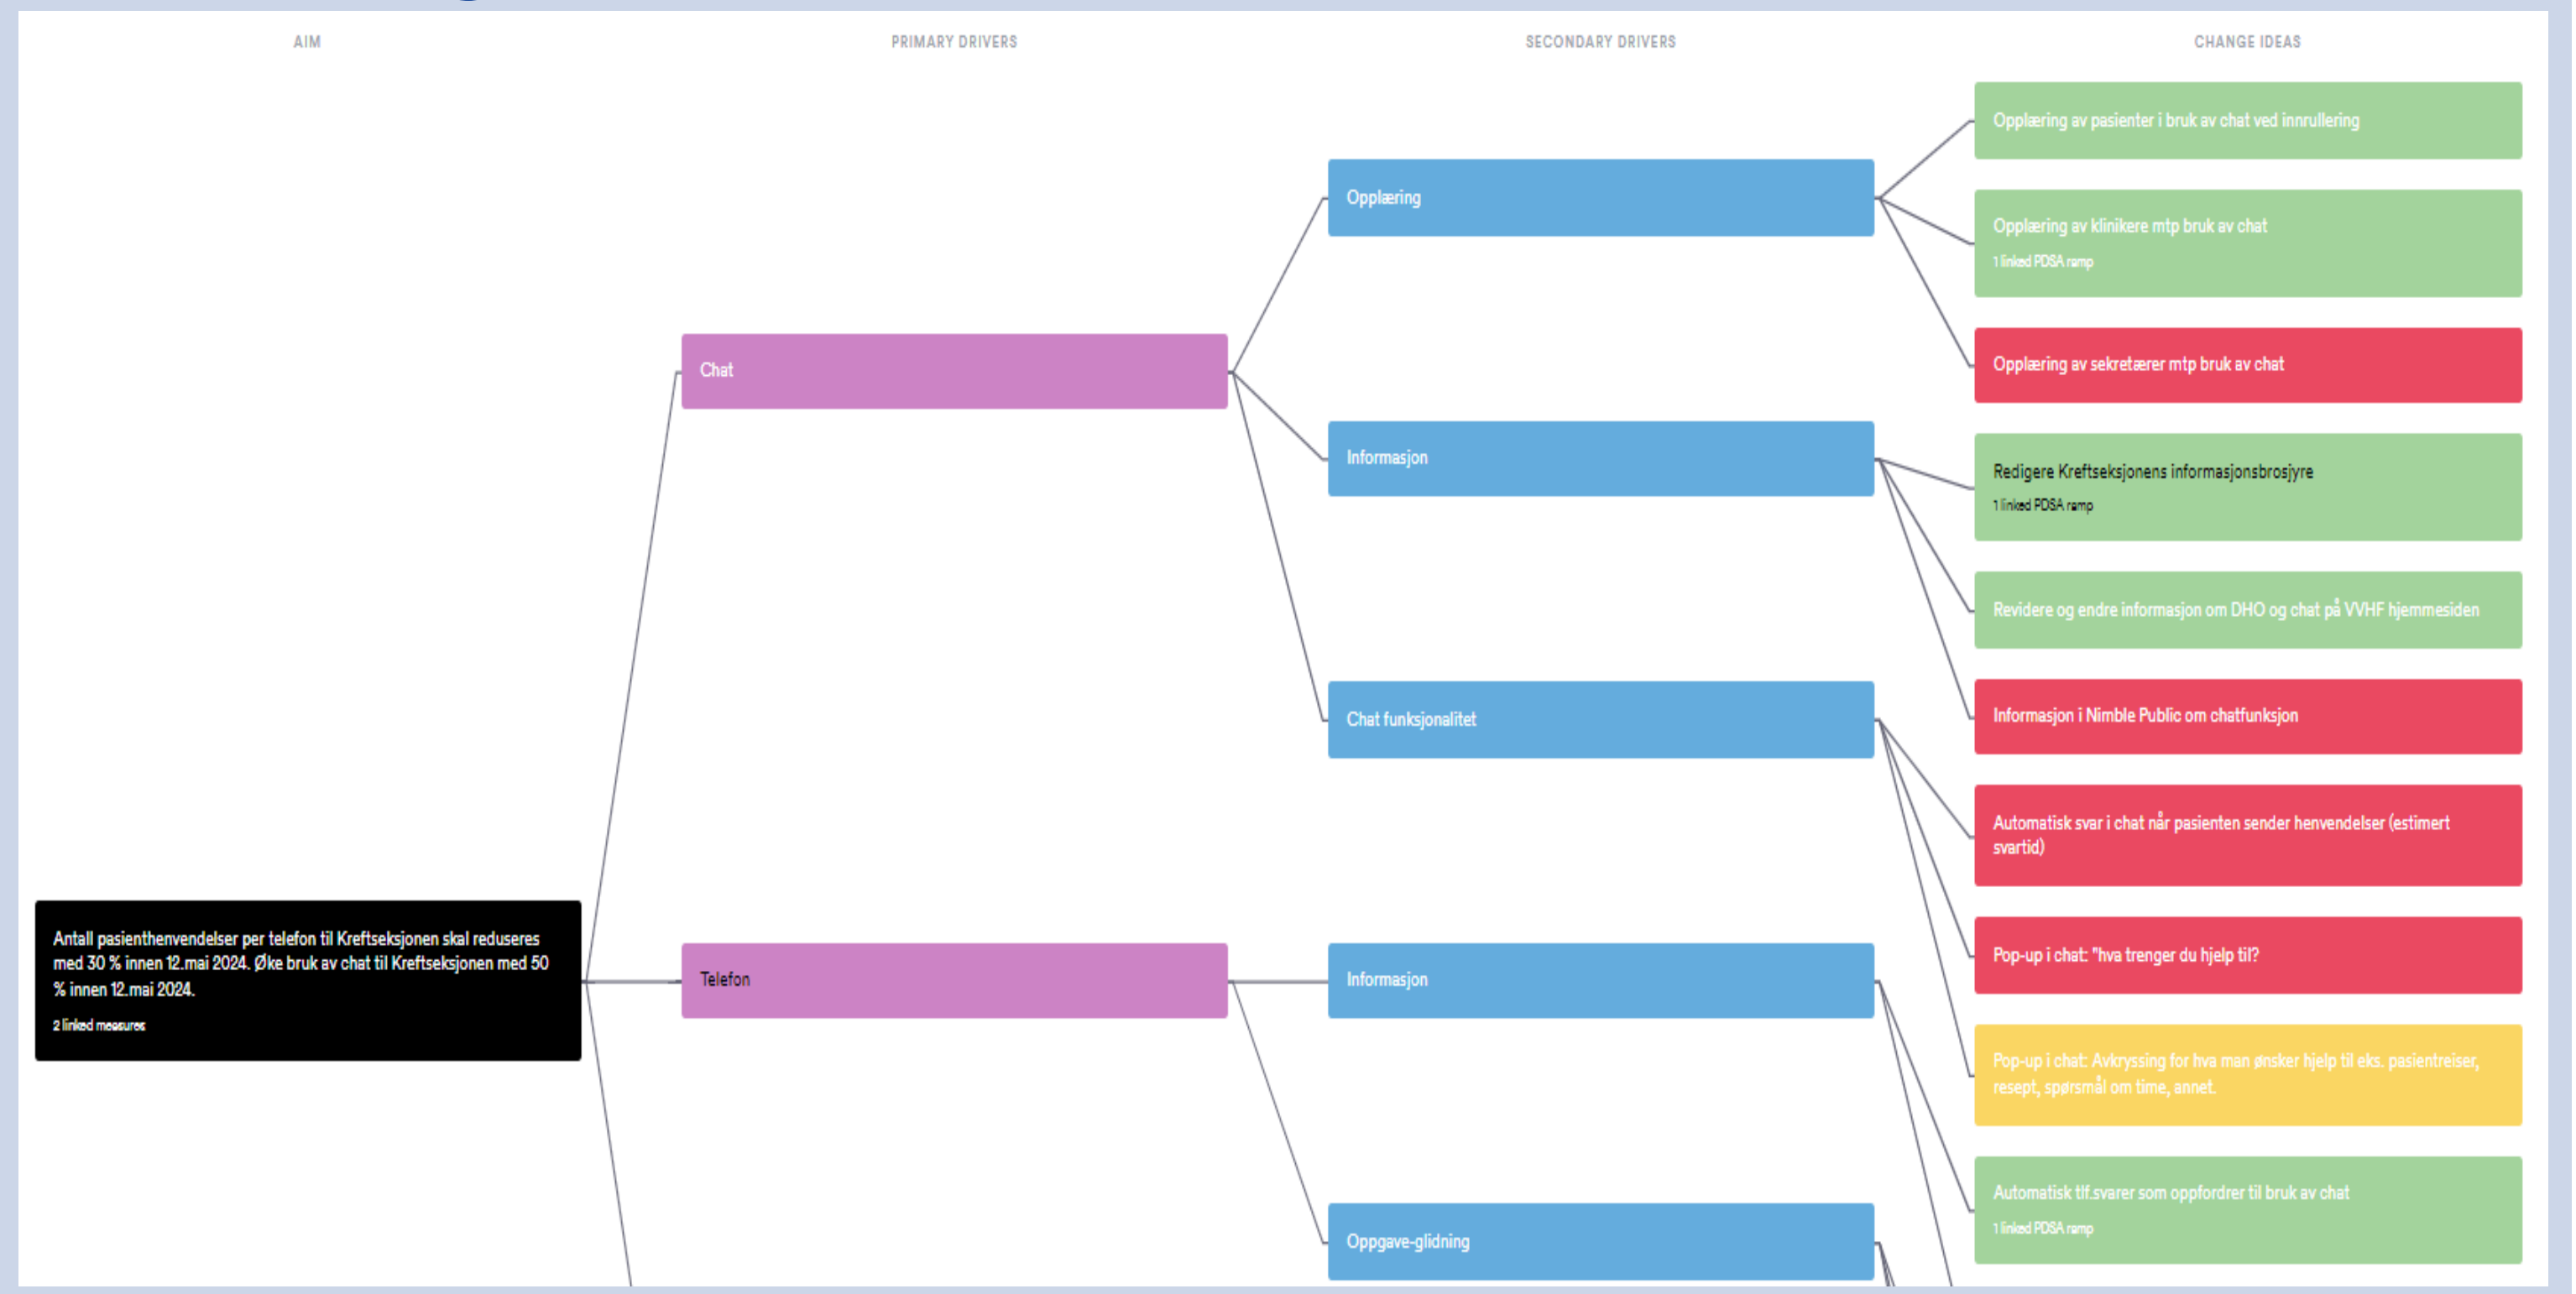 AIM
PRIMARY DRIVERS
SECONDARY DRIVERS
CHANGE IDEAS
Antall pasienthenvendelser per telefon til Kreftseksjonen skal reduseres
med 30 % innen 12.mai 2024. Øke bruk av chat til Kreftseksjonen med 50
% innen 12.mai 2024.
2 linked measures
Chat
Telefon
Opplæring
Informasjon
Chat funksjonalitet
Informasjon
Oppgave-glidning
Opplæring av pasienter i bruk av chat ved innrullering
Opplæring av klinikere mtp bruk av chat
1 linked PDSA ramp
Opplæring av sekretærer mtp bruk av chat
Redigere Kreftseksjonens informasjonsbrosjyre
1 linked PDSA ramp
Revidere og endre informasjon om DHO og chat på VVHF hjemmesiden
Informasjon i Nimble Public om chatfunksjon
Automatisk svar i chat når pasienten sender henvendelser (estimert
svartid)
Pop-up i chat: "hva trenger du hjelp til?
Pop-up i chat: Avkryssing for hva man ønsker hjelp til eks. pasientreiser,
resept, spørsmål om time, annet.
Automatisk tlf.svarer som oppfordrer til bruk av chat
1 linked PDSA ramp